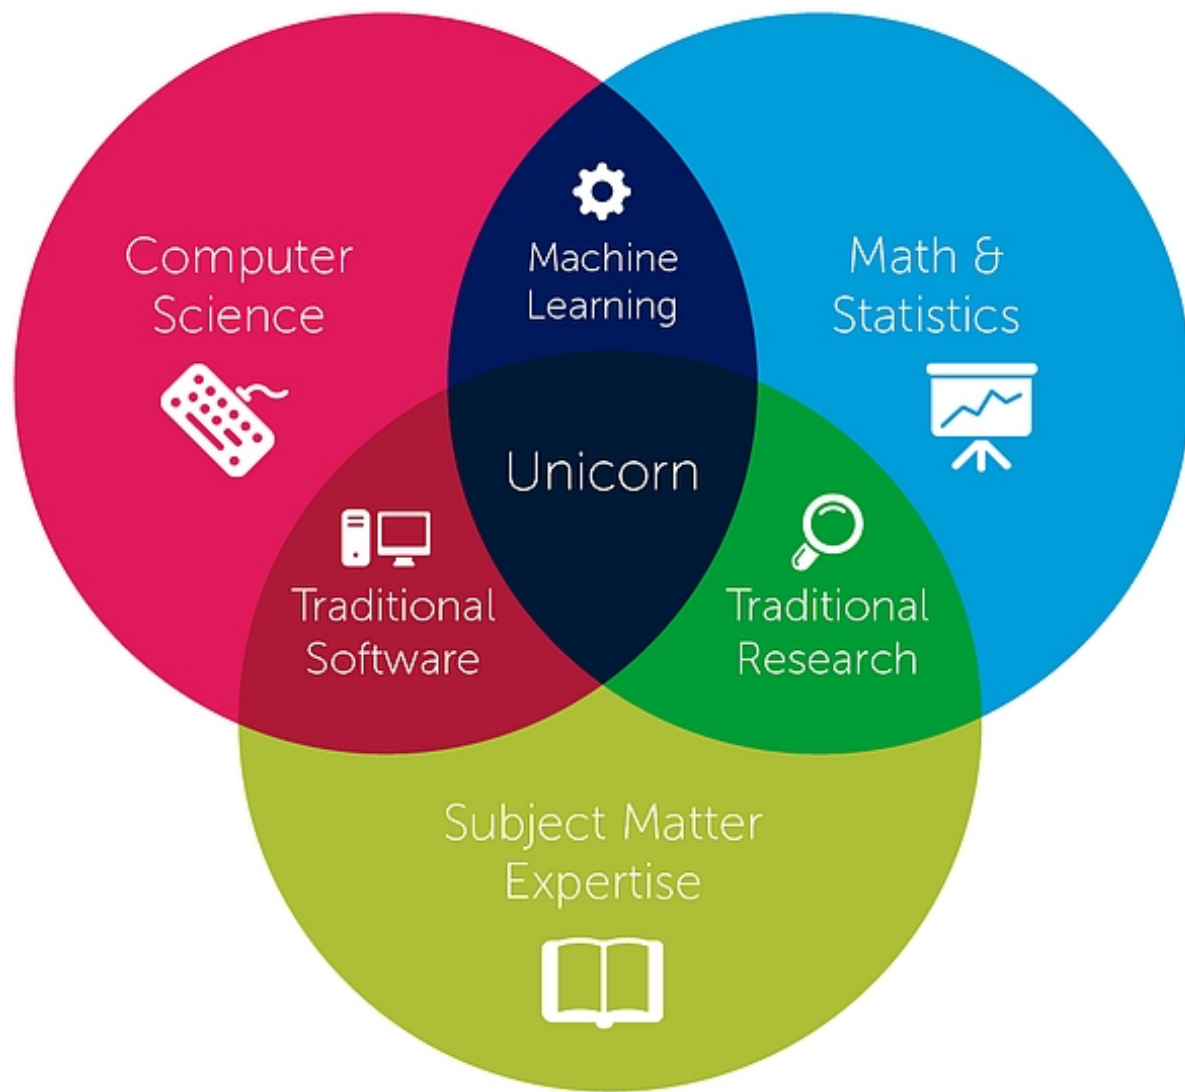 Computer
Science
Machine
Learning
Math &
Statistics
Unicorn
Traditional
Software
Traditional
Research
Subject Matter
Expertise